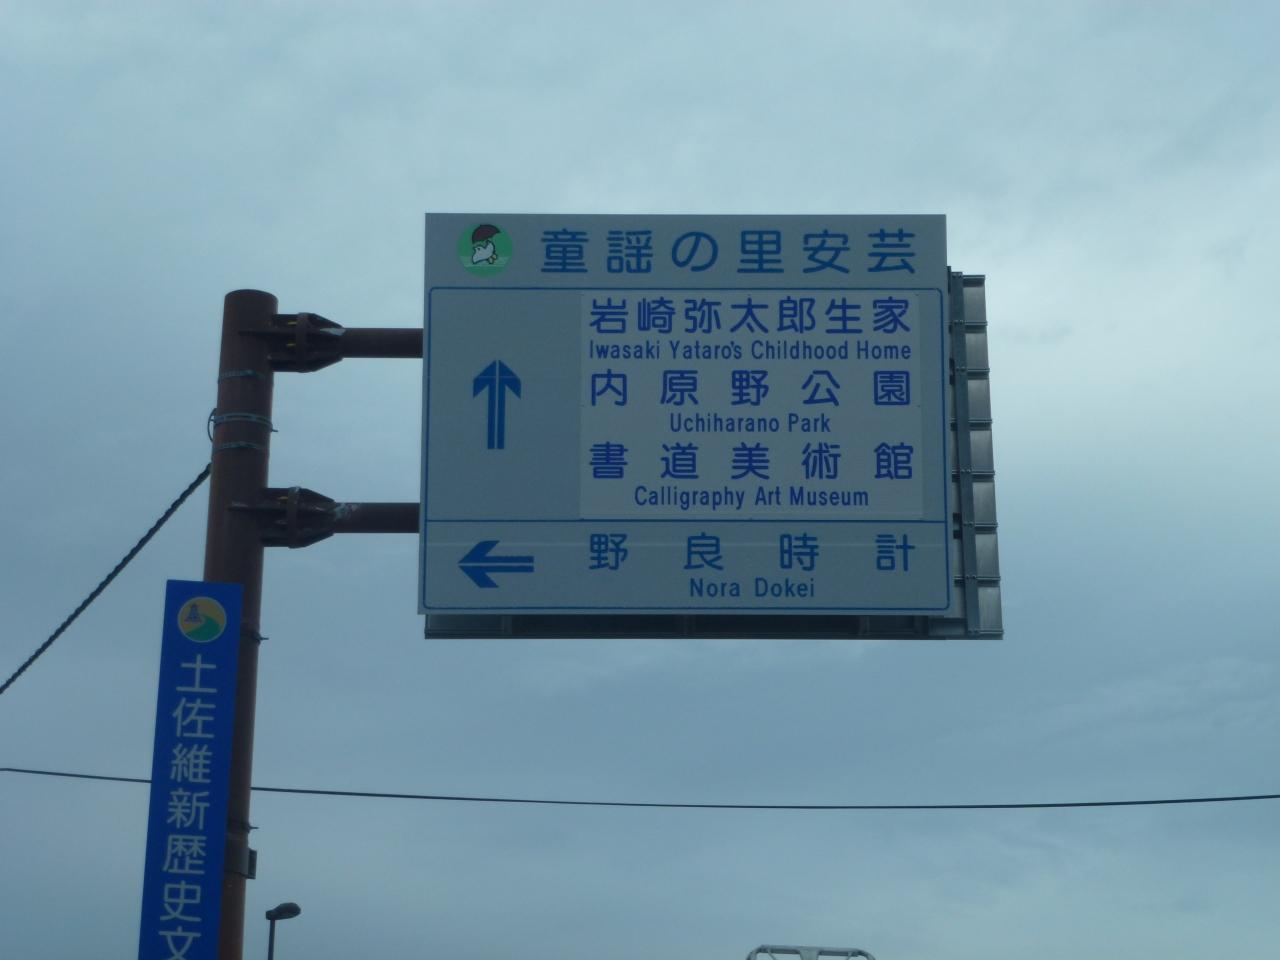 童謡の里安芸
岩崎弥太郎生家
Iwasaki Yataro's Childhood Home
内原野公園
Uchiharano Park
書道美術館
Calligraphy Art Museum
野良時計
Nora Dokei
土佐維新歴史文